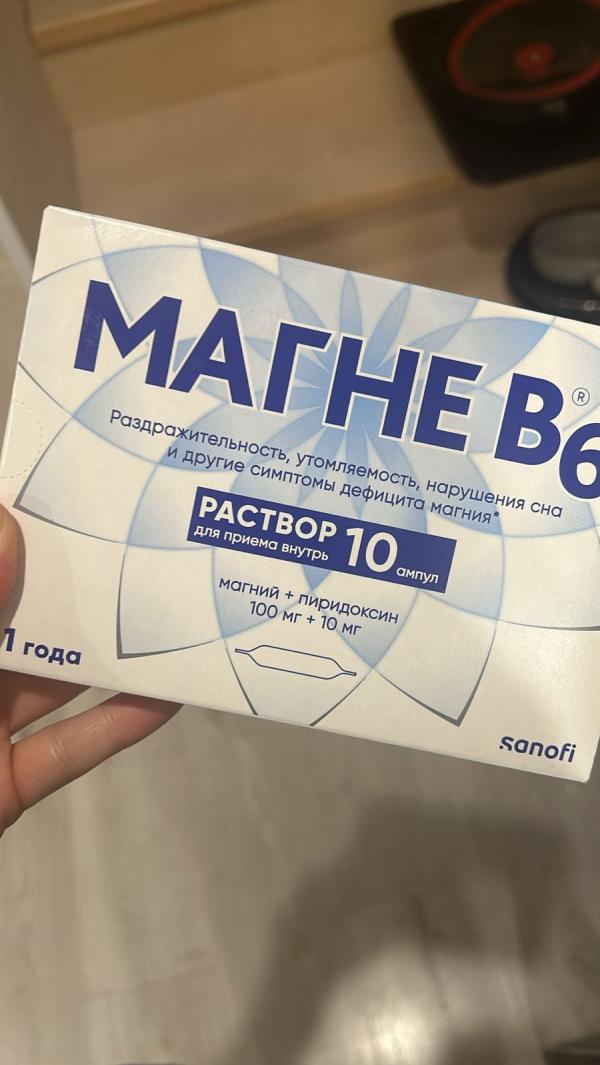 МАГНЕ B6®
Раздражительность, утомляемость, нарушения сна
и другие симптомы дефицита магния*
РАСТВОР 10
для приема внутрь
ампул
магний + пиридоксин
100 мг + 10 мг
1 года
sanofi